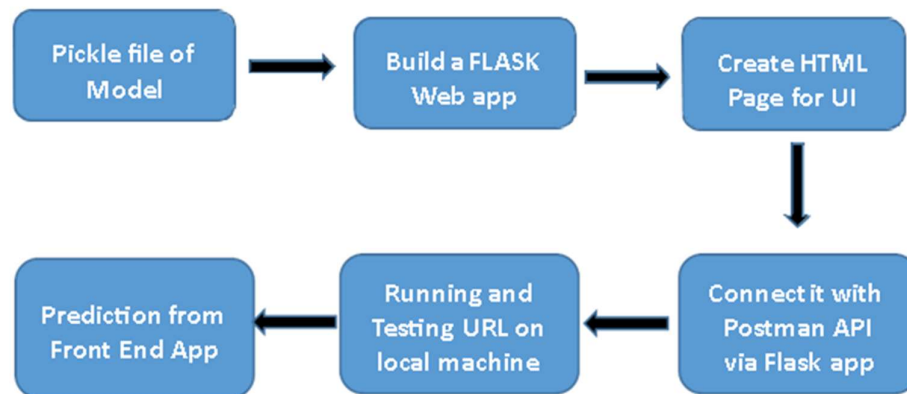 Pickle file of
Model
Build a FLASK
Web app
Create HTML
Page for UI
Connect it with
Postman API
via Flask app
Running and
Testing URL on
local machine
Prediction from
Front End App